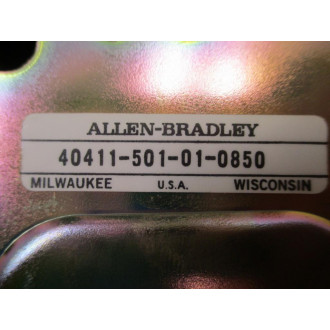 ALLEN-BRADLEY
40411-501-01-0850
MILWAUKEE U.S.A. WISCONSIN